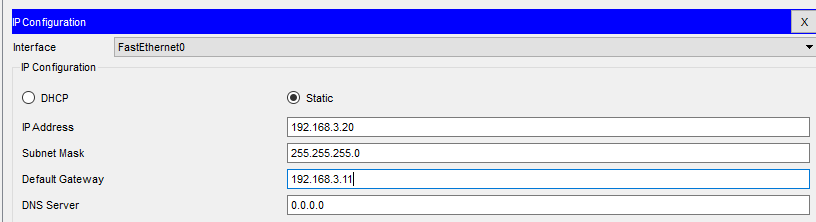 IP Configuration X
Interface FastEthernet0
IP Configuration
DHCP Static
IP Address 192.168.3.20
Subnet Mask 255.255.255.0
Default Gateway 192.168.3.11
DNS Server 0.0.0.0